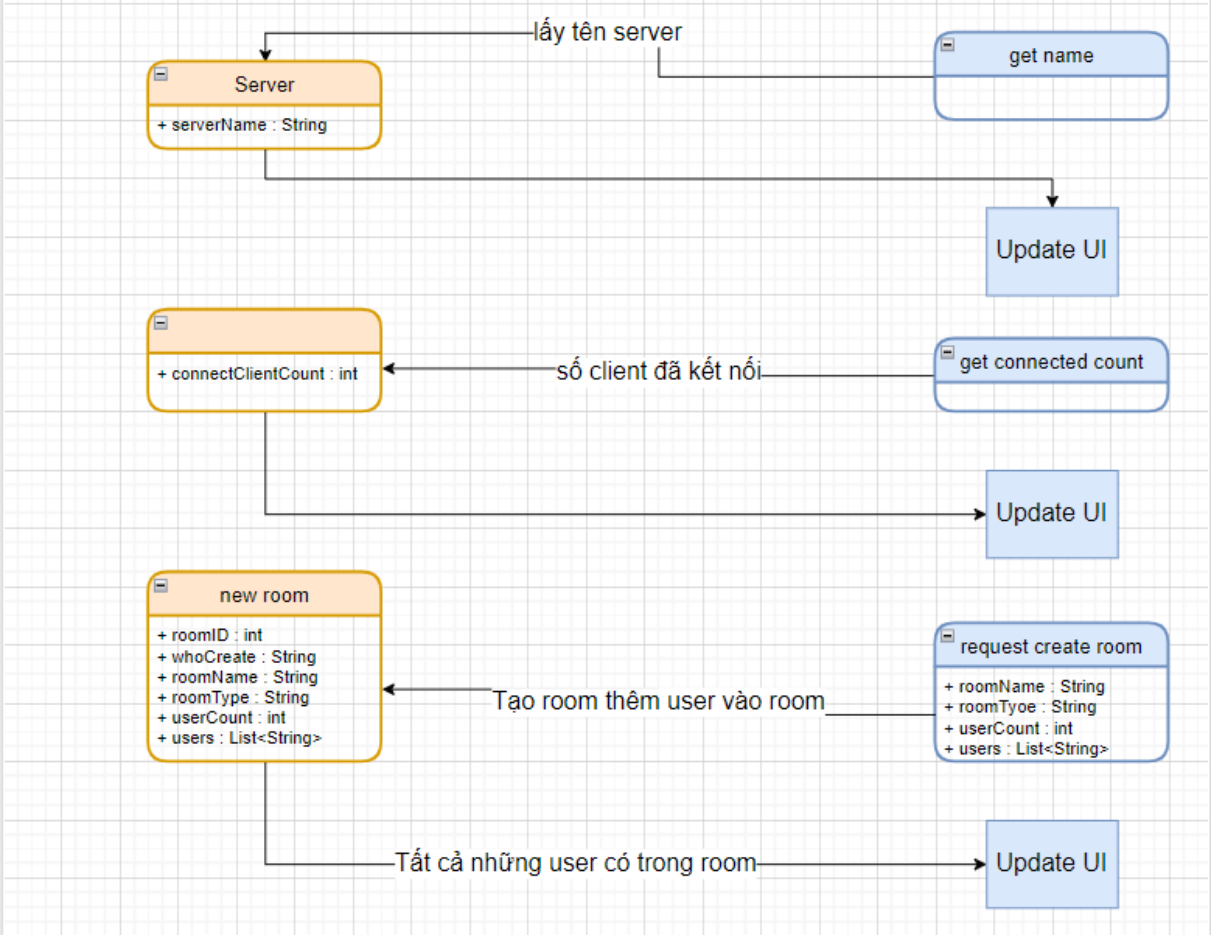 lấy tên server
get name
Server
+ serverName : String
Update UI
+ connectClientCount : int
số client đã kết nối
get connected count
Update UI
new room
+ roomID : int
+ whoCreate : String
+ roomName : String
+ roomType : String
+ userCount : int
+ users : List<String>
Tạo room thêm user vào room
request create room
+ roomName : String
+ roomTyoe : String
+ userCount : int
+ users : List<String>
Tất cả những user có trong room
Update UI